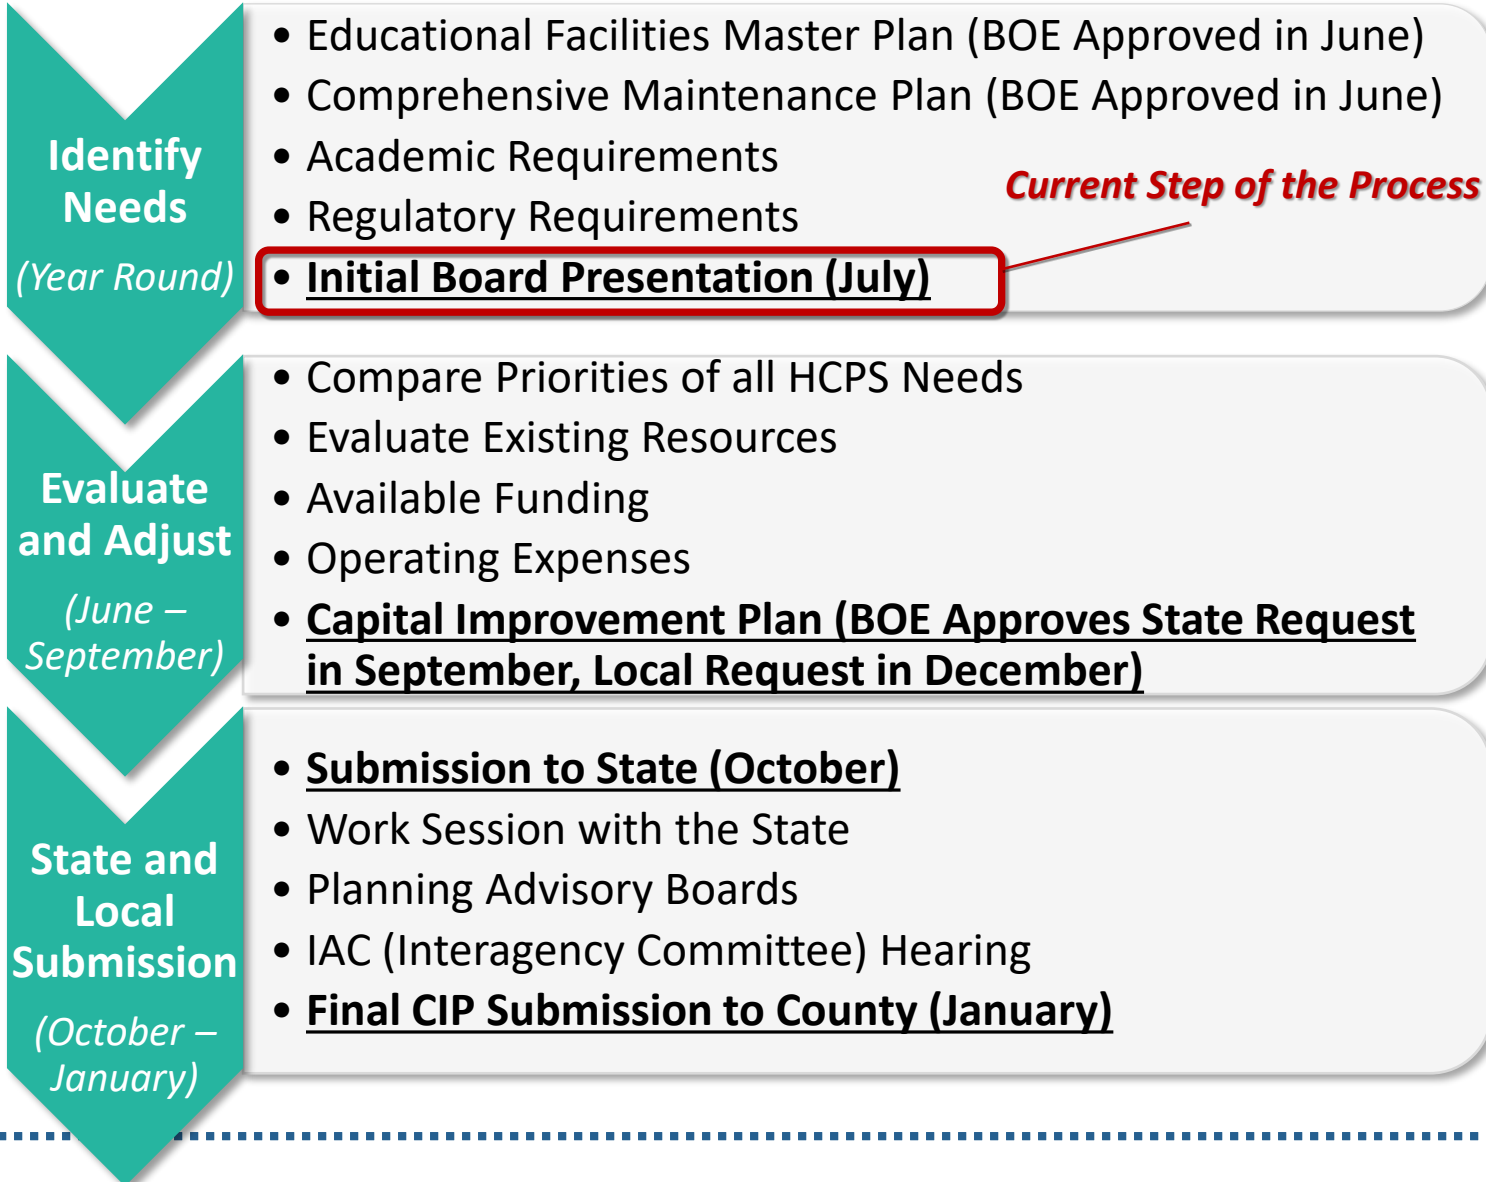 Identify
Needs
(Year Round)
• Educational Facilities Master Plan (BOE Approved in June)
• Comprehensive Maintenance Plan (BOE Approved in June)
• Academic Requirements
• Regulatory Requirements
• Initial Board Presentation (July)
Current Step of the Process
Evaluate
and Adjust
(June –
September)
• Compare Priorities of all HCPS Needs
• Evaluate Existing Resources
• Available Funding
• Operating Expenses
• Capital Improvement Plan (BOE Approves State Request
in September, Local Request in December)
State and
Local
Submission
(October –
January)
• Submission to State (October)
• Work Session with the State
• Planning Advisory Boards
• IAC (Interagency Committee) Hearing
• Final CIP Submission to County (January)